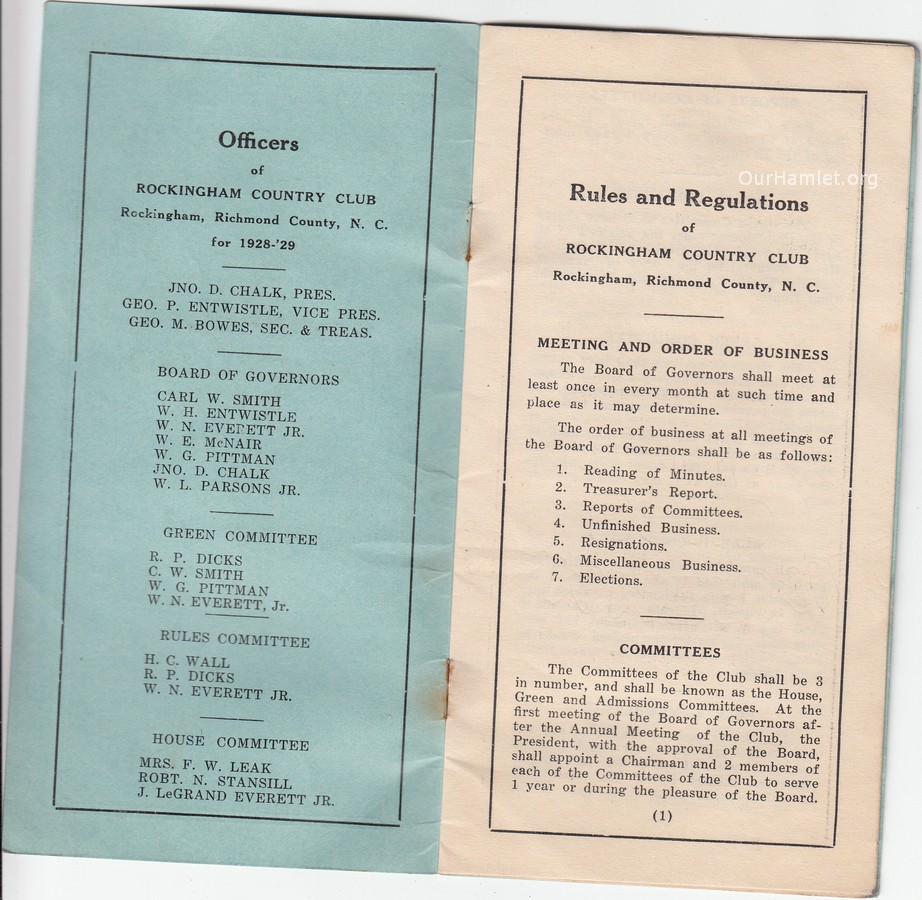 Officers
of
ROCKINGHAM COUNTRY CLUB
Rockingham, Richmond County, N. C.
for 1928-'29
JNO. D. CHALK, PRES.
GEO. P. ENTWISTLE, VICE PRES.
GEO. M. BOWES, SEC. & TREAS.
BOARD OF GOVERNORS
CARL W. SMITH
W. H. ENTWISTLE
W. N. EVERETT JR.
W. E. McNAIR
W. G. PITTMAN
JNO. D. CHALK
W. L. PARSONS JR.
GREEN COMMITTEE
R. P. DICKS
C. W. SMITH
W. G. PITTMAN
W. N. EVERETT, Jr.
RULES COMMITTEE
H. C. WALL
R. P. DICKS
W. N. EVERETT JR.
HOUSE COMMITTEE
MRS. F. W. LEAK
ROBT. N. STANSILL
J. LeGRAND EVERETT JR.
OurHamlet.org
Rules and Regulations
of
ROCKINGHAM COUNTRY CLUB
Rockingham, Richmond County, N. C.
MEETING AND ORDER OF BUSINESS
The Board of Governors shall meet at
least once in every month at such time and
place as it may determine.
The order of business at all meetings of
the Board of Governors shall be as follows:
1. Reading of Minutes.
2. Treasurer's Report.
3. Reports of Committees.
4. Unfinished Business.
5. Resignations.
6. Miscellaneous Business.
7. Elections.
COMMITTEES
The Committees of the Club shall be 3
in number, and shall be known as the House,
Green and Admissions Committees. At the
first meeting of the Board of Governors af-
ter the Annual Meeting of the Club, the
President, with the approval of the Board,
shall appoint a Chairman and 2 members of
each of the Committees of the Club to serve
1 year or during the pleasure of the Board.
(1)